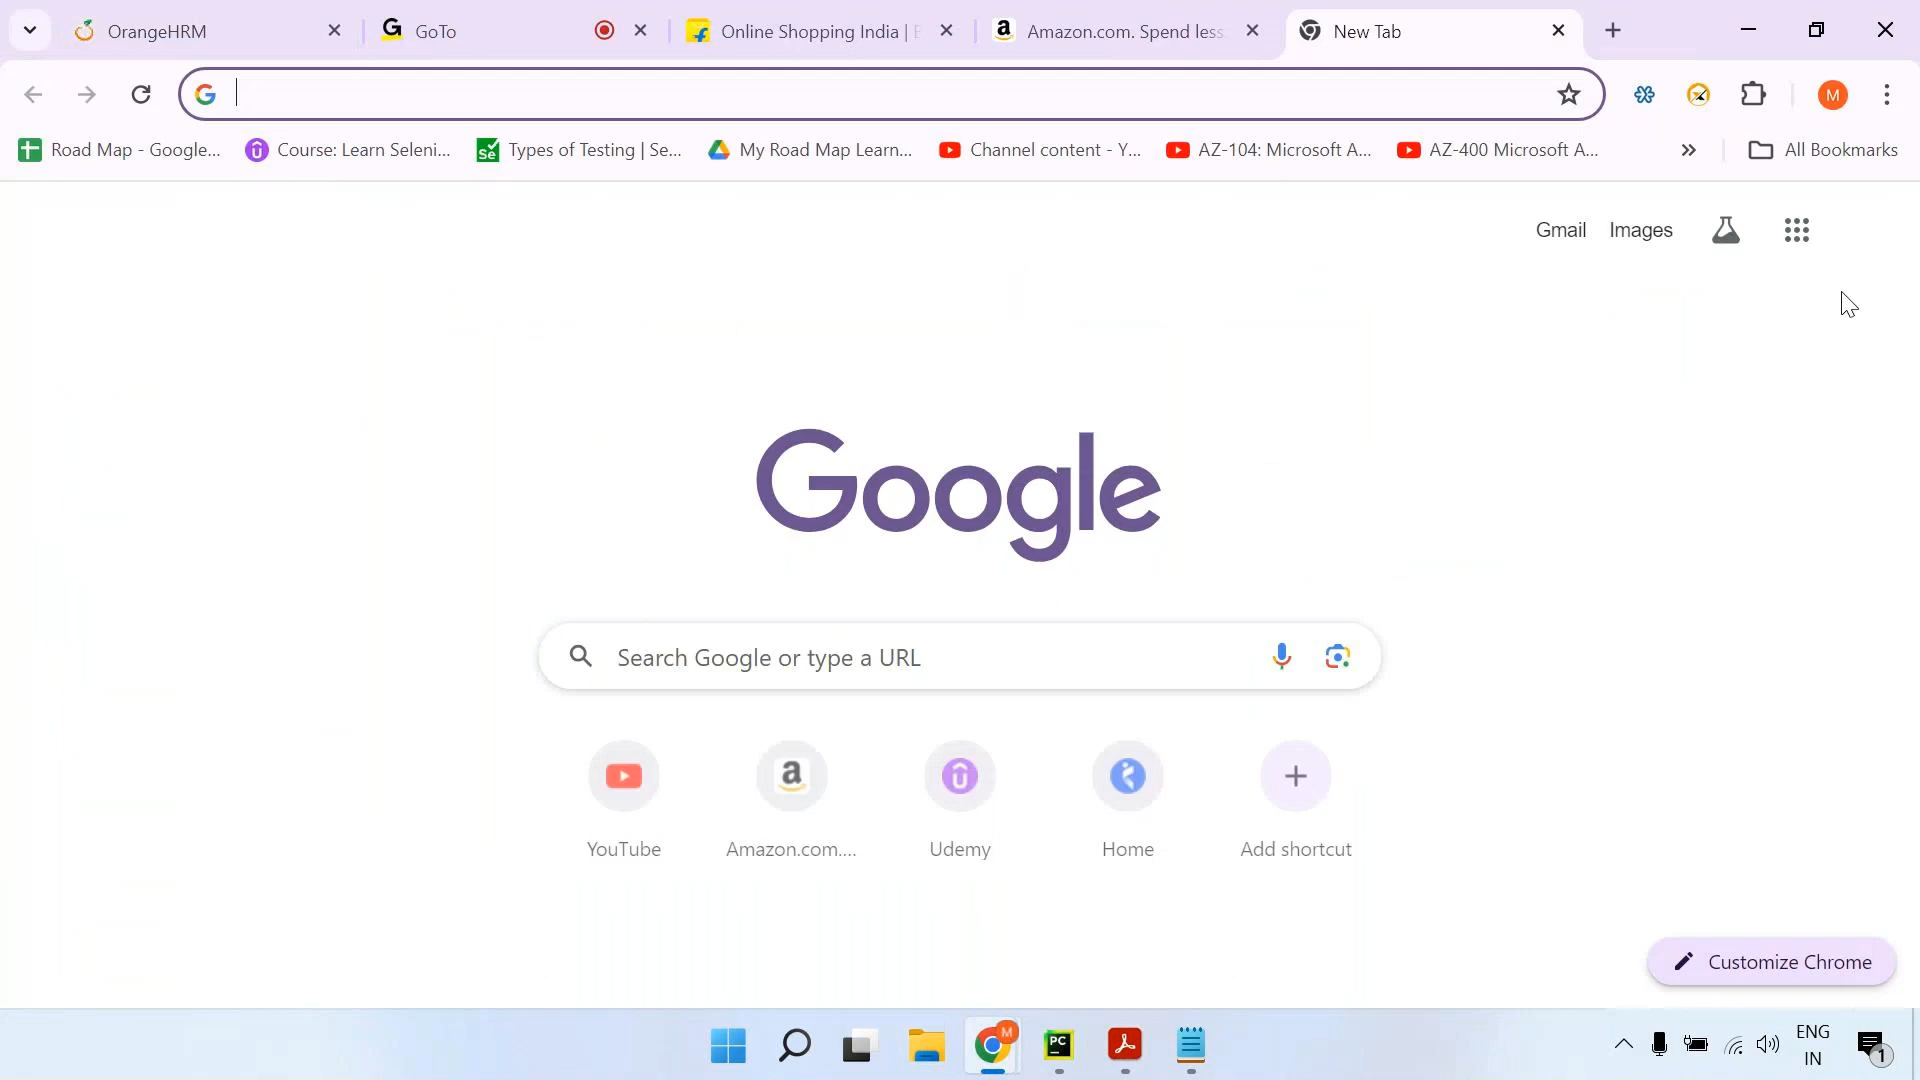 OrangeHRM
GoTo
Online Shopping India |
Amazon.com. Spend less
New Tab
Road Map - Google...
Course: Learn Seleni...
Types of Testing | Se...
My Road Map Learn...
Channel content - Y...
AZ-104: Microsoft A...
AZ-400 Microsoft A...
All Bookmarks
M
Gmail
Images
Google
Search Google or type a URL
YouTube
Amazon.com....
Udemy
Home
Add shortcut
Customize Chrome
M
PC
ENG
IN
1